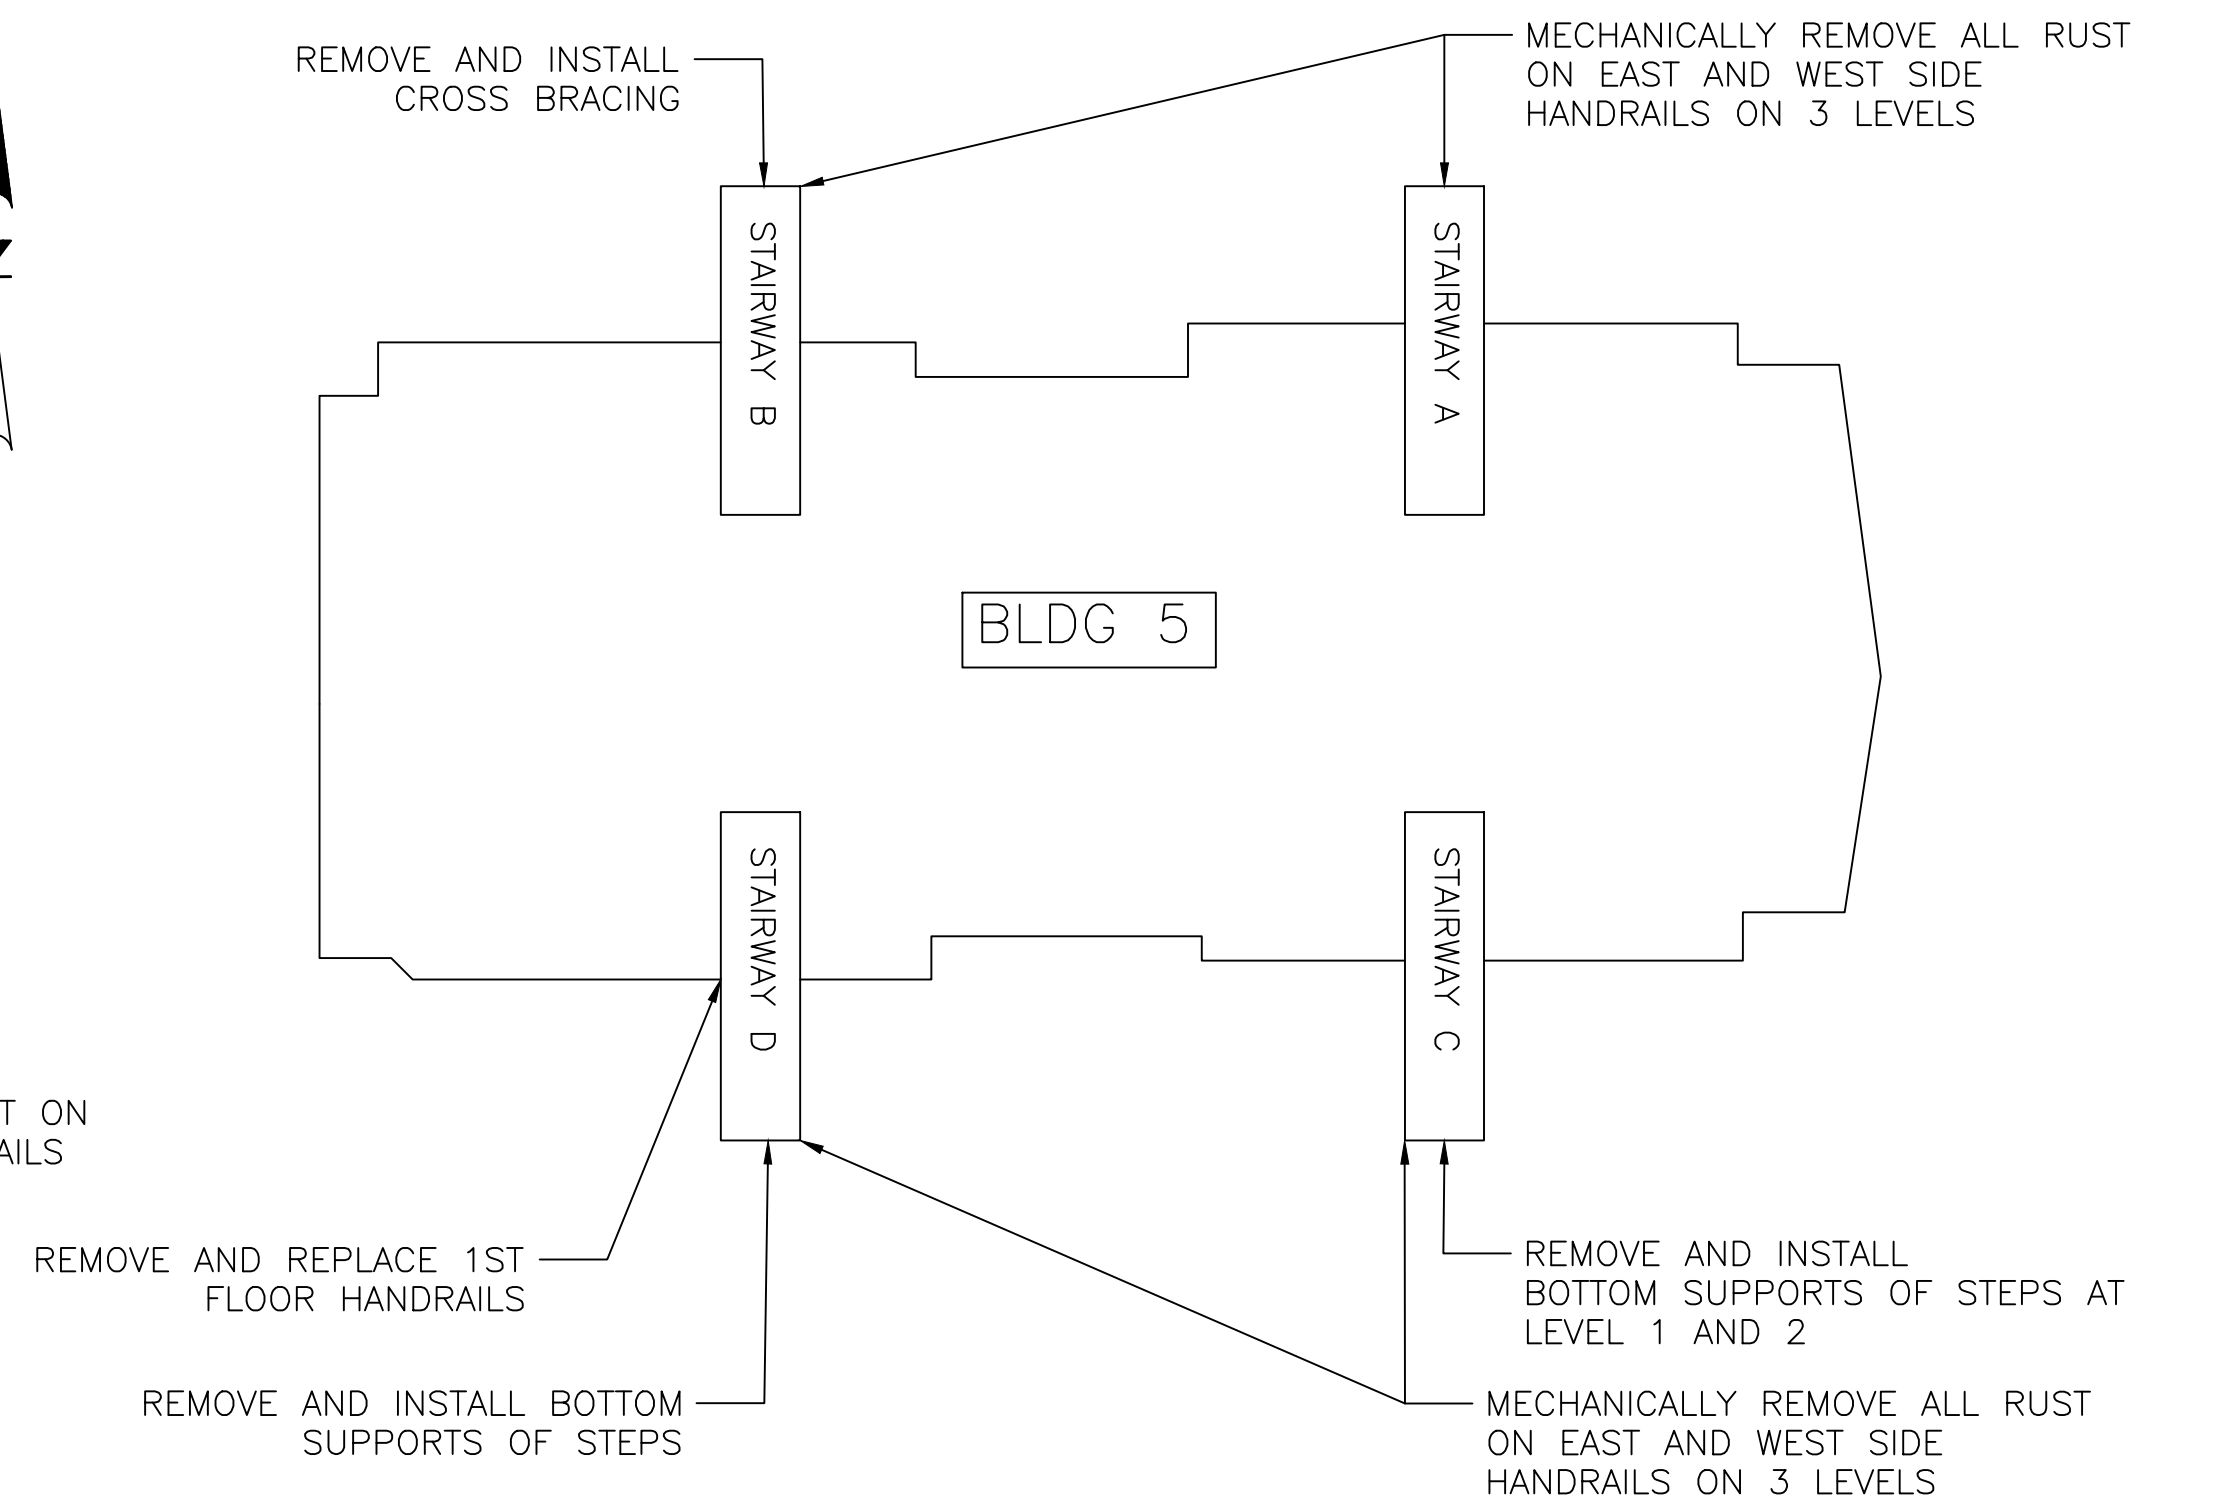 REMOVE AND INSTALL
CROSS BRACING
MECHANICALLY REMOVE ALL RUST
ON EAST AND WEST SIDE
HANDRAILS ON 3 LEVELS
STAIRWAY B
STAIRWAY A
BLDG 5
STAIRWAY D
STAIRWAY C
T ON
AILS
REMOVE AND REPLACE 1ST
FLOOR HANDRAILS
REMOVE AND INSTALL
BOTTOM SUPPORTS OF STEPS AT
LEVEL 1 AND 2
REMOVE AND INSTALL BOTTOM
SUPPORTS OF STEPS
MECHANICALLY REMOVE ALL RUST
ON EAST AND WEST SIDE
HANDRAILS ON 3 LEVELS